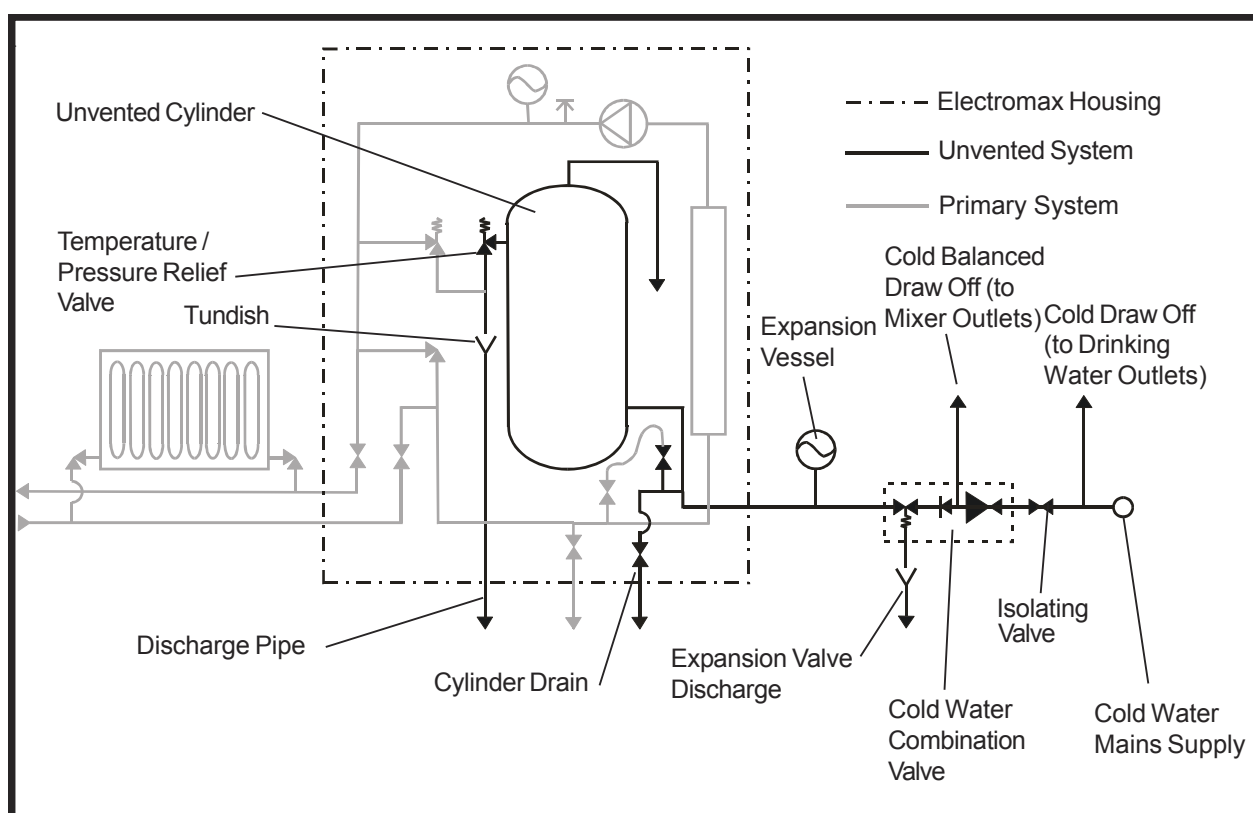 Unvented Cylinder
Electromax Housing
Unvented System
Primary System
Temperature /
Pressure Relief
Valve
Tundish
Cold Balanced
Draw Off (to
Mixer Outlets)
Cold Draw Off
(to Drinking
Water Outlets)
Expansion
Vessel
Discharge Pipe
Cylinder Drain
Expansion Valve
Discharge
Isolating
Valve
Cold Water
Combination
Valve
Cold Water
Mains Supply